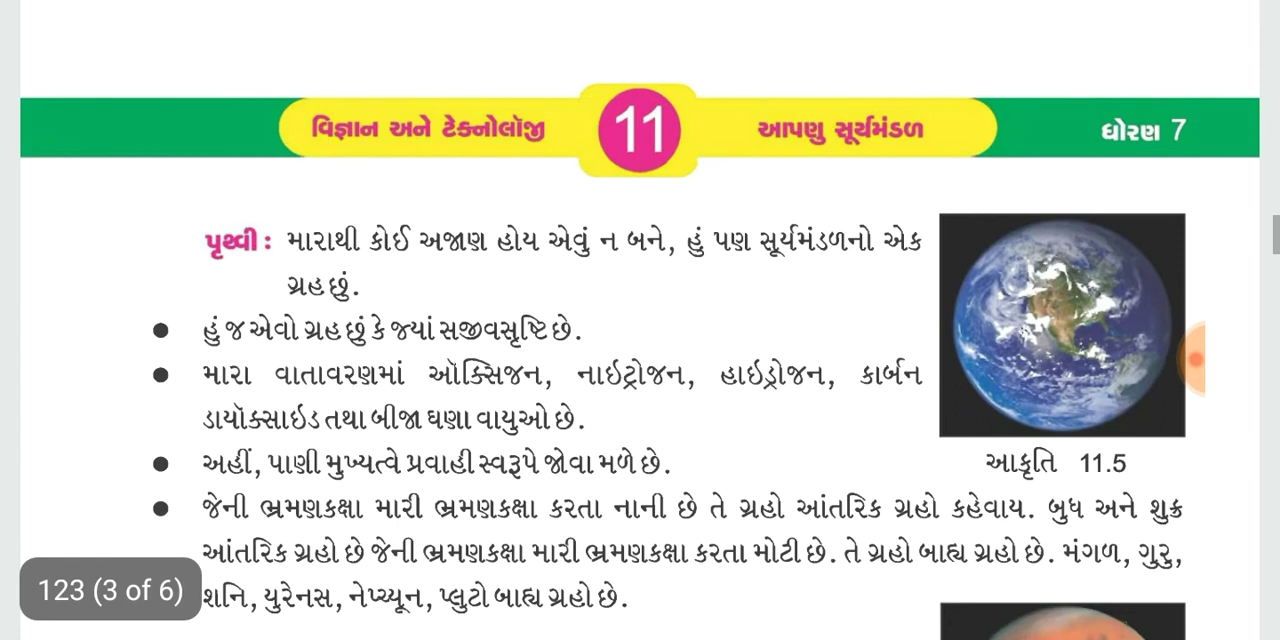 વિજ્ઞાન અને ટેક્નોલૉજી 11 આપણુ સૂર્યમંડળ ધોરણ 7
પૃથ્વી : મારાથી કોઈ અજાણ હોય એવું ન બને, હું પણ સૂર્યમંડળનો એક
ગ્રહ છું.
● હું જ એવો ગ્રહ છું કે જ્યાં સજીવસૃષ્ટિ છે.
● મારા વાતાવરણમાં ઑક્સિજન, નાઇટ્રોજન, હાઇડ્રોજન, કાર્બન
ડાયૉક્સાઇડ તથા બીજા ઘણા વાયુઓ છે.
● અહીં, પાણી મુખ્યત્વે પ્રવાહી સ્વરૂપે જોવા મળે છે.
આકૃતિ 11.5
● જેની ભ્રમણકક્ષા મારી ભ્રમણકક્ષા કરતા નાની છે તે ગ્રહો આંતરિક ગ્રહો કહેવાય. બુધ અને શુક્ર
આંતરિક ગ્રહો છે જેની ભ્રમણકક્ષા મારી ભ્રમણકક્ષા કરતા મોટી છે. તે ગ્રહો બાહ્ય ગ્રહો છે. મંગળ, ગુરુ,
શનિ, યુરેનસ, નેપ્ચ્યૂન, પ્લુટો બાહ્ય ગ્રહો છે.
123 (3 of 6)